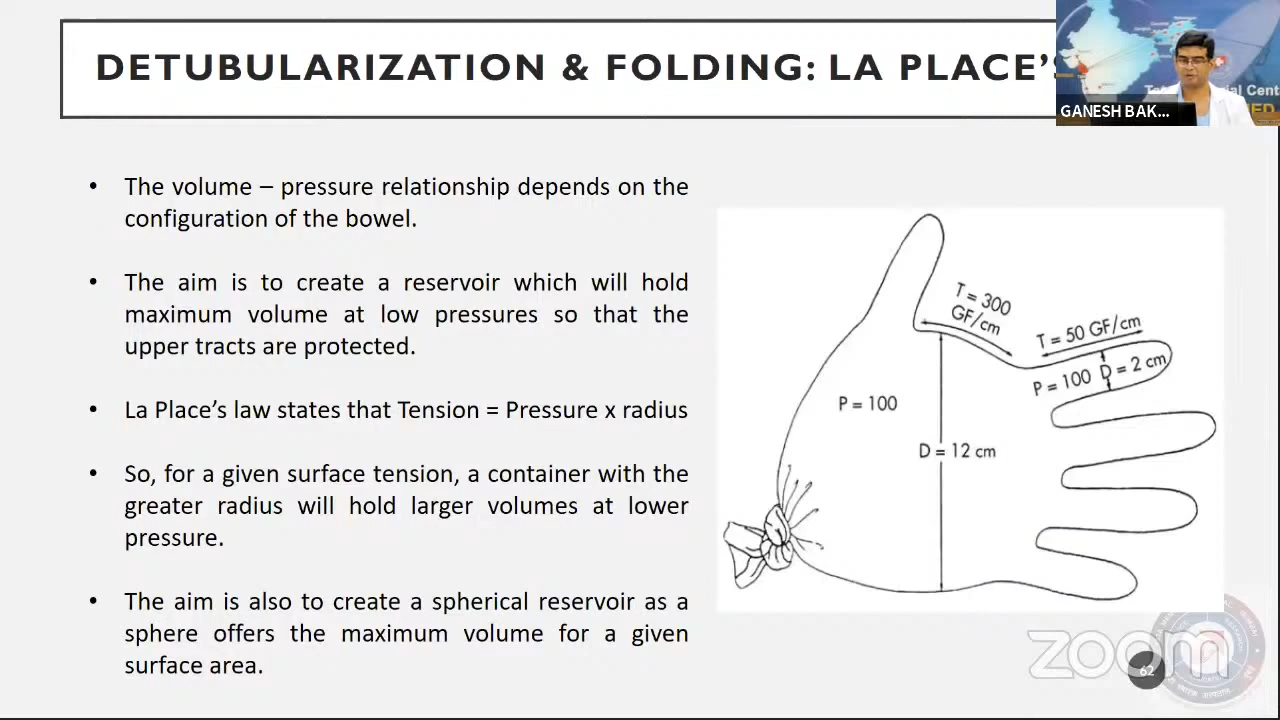 DETUBULARIZATION & FOLDING: LA PLACE'S
GANESH BAK...
• The volume – pressure relationship depends on the
configuration of the bowel.
• The aim is to create a reservoir which will hold
maximum volume at low pressures so that the
upper tracts are protected.
• La Place's law states that Tension = Pressure x radius
• So, for a given surface tension, a container with the
greater radius will hold larger volumes at lower
pressure.
• The aim is also to create a spherical reservoir as a
sphere offers the maximum volume for a given
surface area.
T = 300
GF/cm
T = 50 GF/cm
P = 100 D = 2 cm
P = 100
D = 12 cm
zoom
62